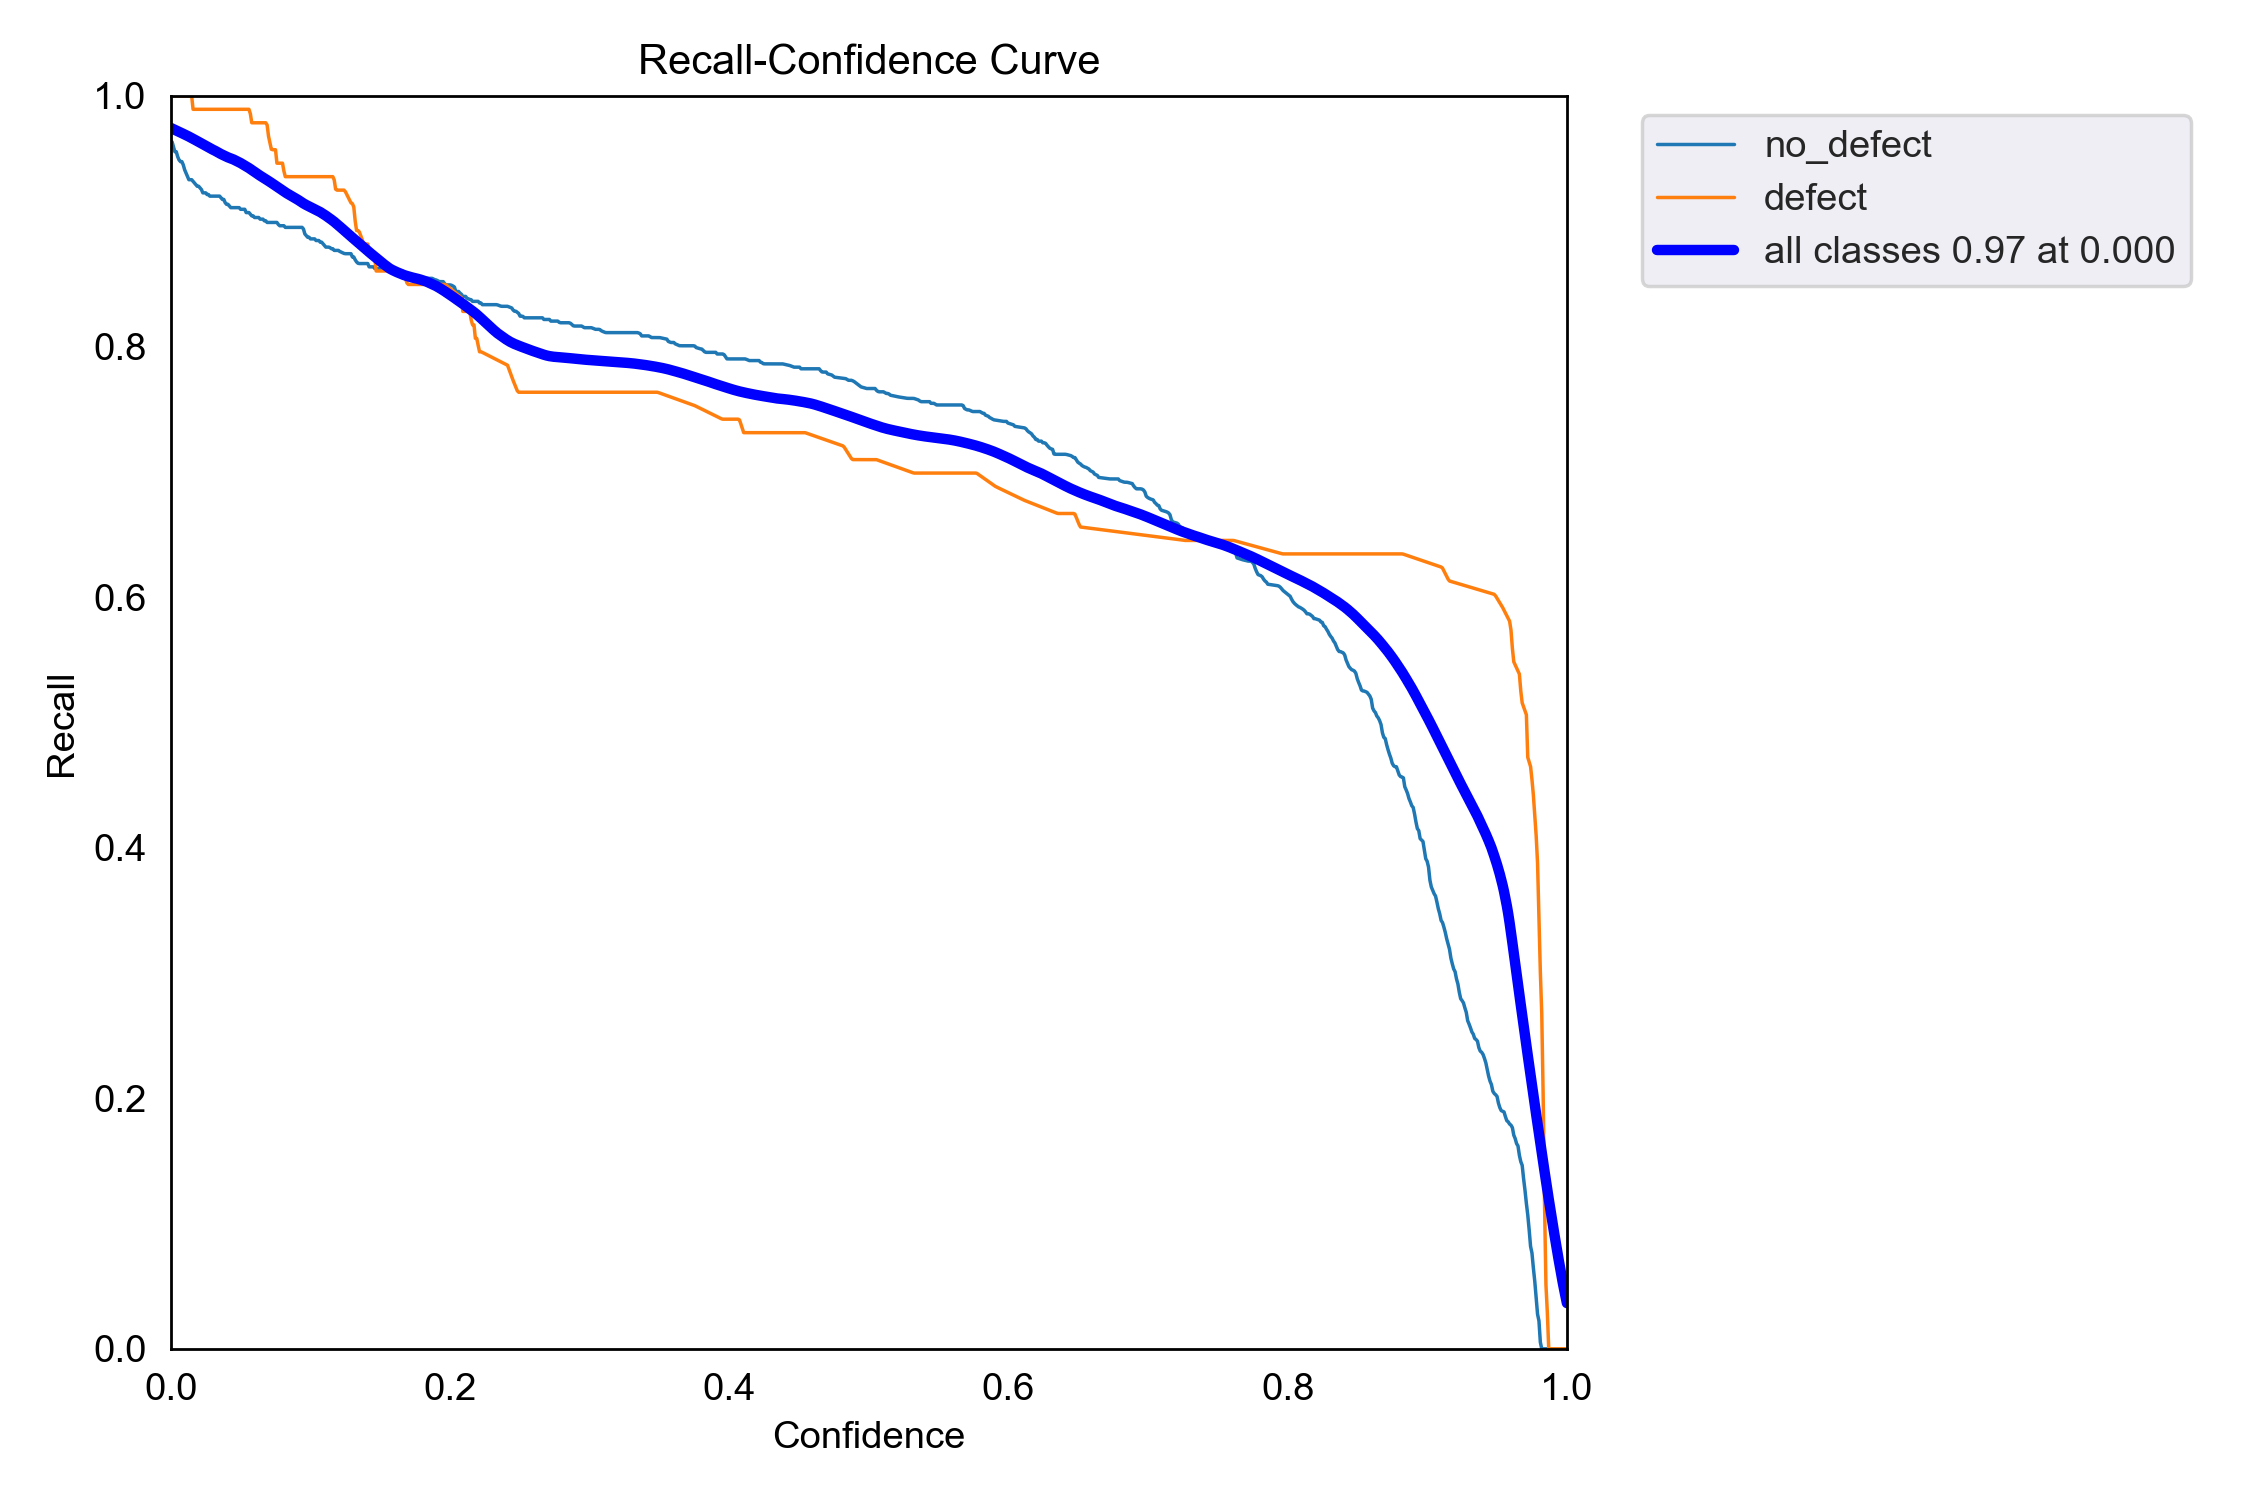 Recall-Confidence Curve
1.0
0.8
0.6
0.4
0.2
0.0
Recall
0.0 0.2 0.4 0.6 0.8 1.0
Confidence
no_defect
defect
all classes 0.97 at 0.000